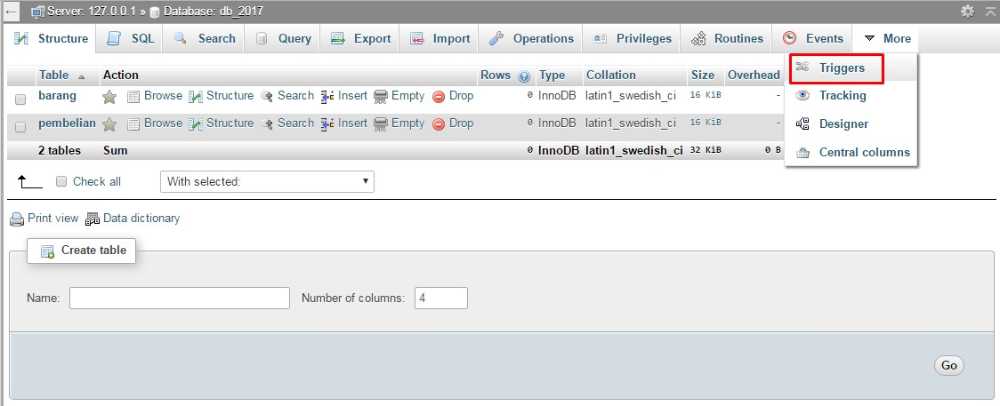 Server: 127.0.0.1 » Database: db_2017
Structure SQL Search Query Export Import Operations Privileges Routines Events More
Table Action Rows Type Collation Size Overhead
barang Browse Structure Search Insert Empty Drop 0 InnoDB latin1_swedish_ci 16 KiB -
pembelian Browse Structure Search Insert Empty Drop 0 InnoDB latin1_swedish_ci 16 KiB -
2 tables Sum 0 InnoDB latin1_swedish_ci 32 KiB 0 B
Triggers
Tracking
Designer
Central columns
Check all With selected:
Print view Data dictionary
Create table
Name: Number of columns: 4
Go